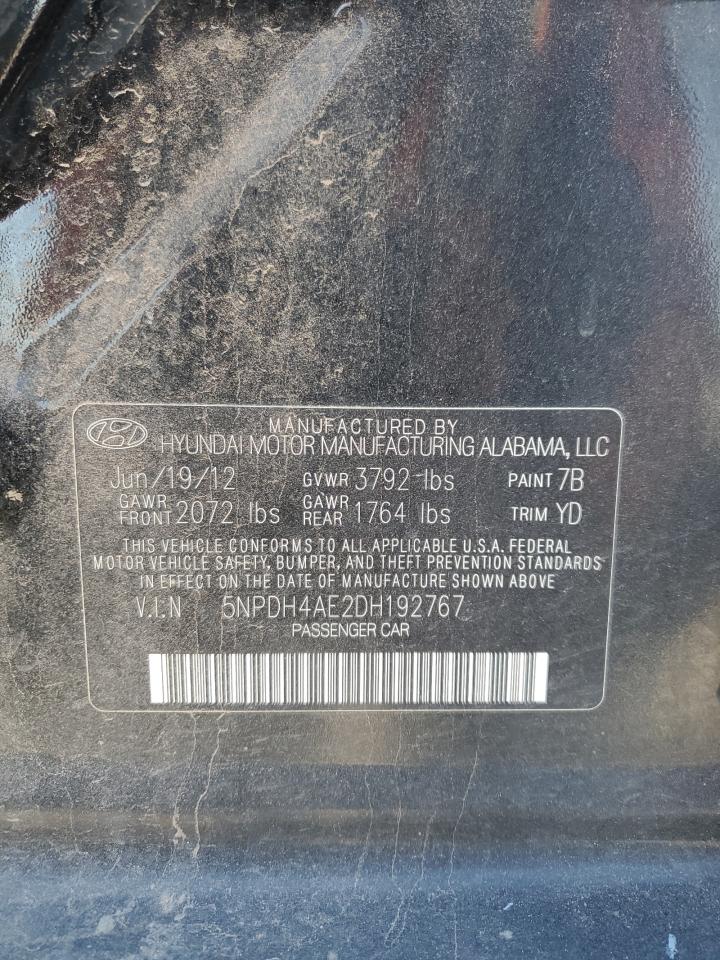 MANUFACTURED BY
HYUNDAI MOTOR MANUFACTURING ALABAMA, LLC
Jun/19/12 GVWR 3792 lbs PAINT 7B
GAWR FRONT 2072 lbs GAWR REAR 1764 lbs TRIM YD
THIS VEHICLE CONFORMS TO ALL APPLICABLE U.S.A. FEDERAL
MOTOR VEHICLE SAFETY, BUMPER, AND THEFT PREVENTION STANDARDS
IN EFFECT ON THE DATE OF MANUFACTURE SHOWN ABOVE
V.I.N 5NPDH4AE2DH192767
PASSENGER CAR